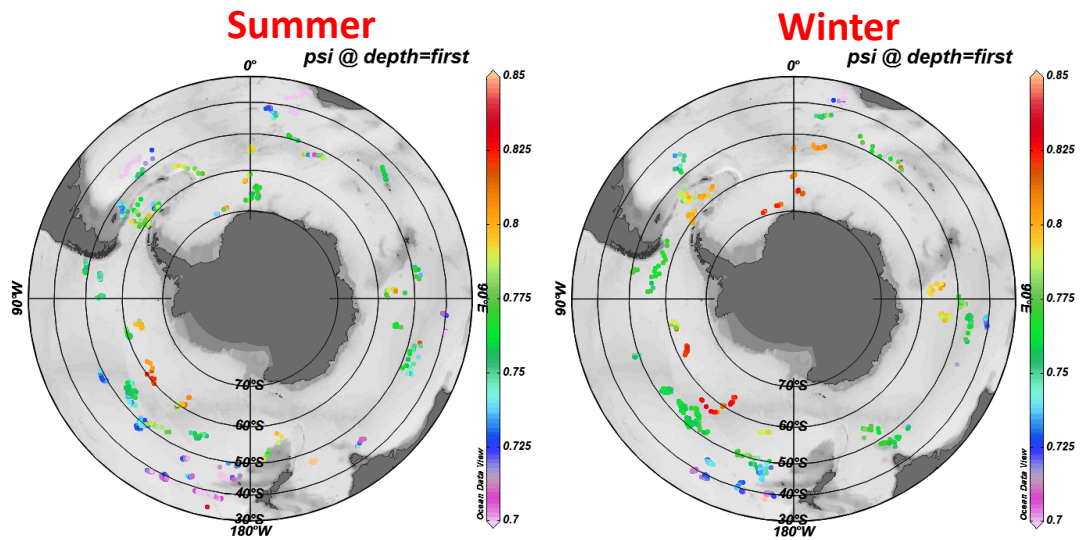 Summer
psi @ depth=first
0°
90°W
90°E
70°S
60°S
50°S
40°S
30°S
180°W
0.85
0.825
0.8
0.775
0.75
0.725
0.7
Ocean Data View
Winter
psi @ depth=first
0°
90°W
90°E
70°S
60°S
50°S
40°S
30°S
180°W
0.85
0.825
0.8
0.775
0.75
0.725
0.7
Ocean Data View